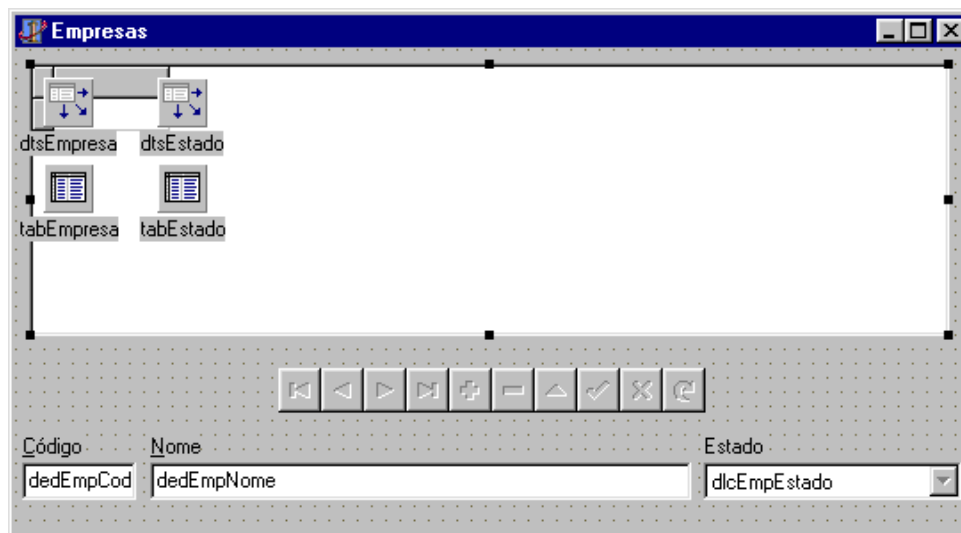 Empresas
dtsEmpresa dtsEstado
tabEmpresa tabEstado
Código Nome Estado
dedEmpCod dedEmpNome dlcEmpEstado